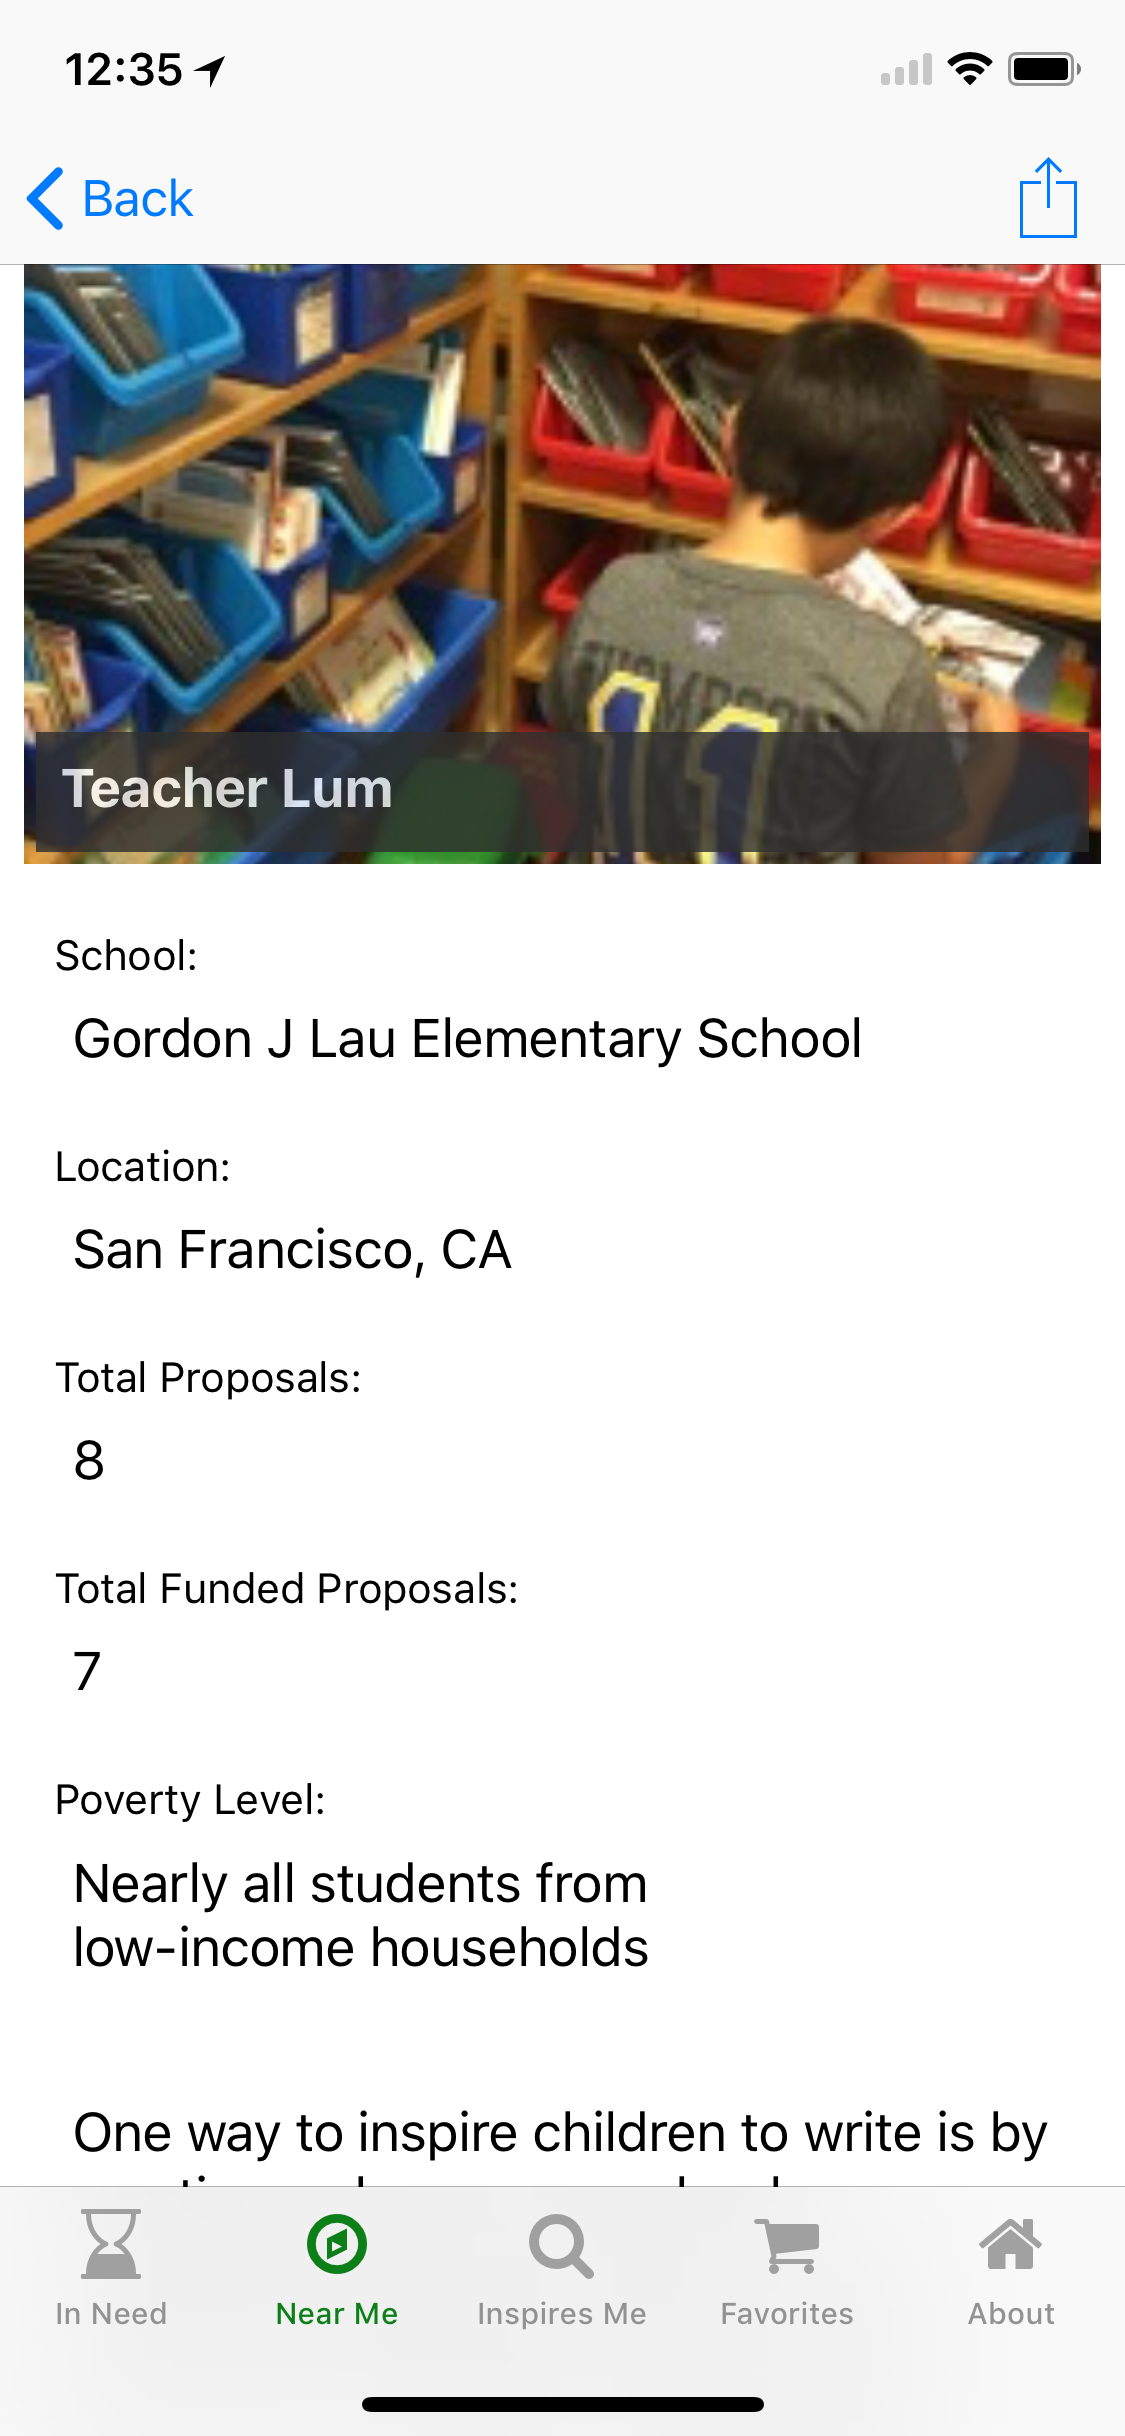 12:35
Back
THOMPSON
11
Teacher Lum
School:
Gordon J Lau Elementary School
Location:
San Francisco, CA
Total Proposals:
8
Total Funded Proposals:
7
Poverty Level:
Nearly all students from
low-income households
One way to inspire children to write is by
In Need
Near Me
Inspires Me
Favorites
About